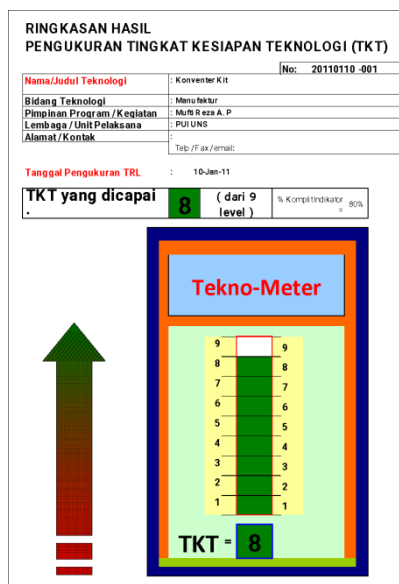 RINGKASAN HASIL
PENGUKURAN TINGKAT KESIAPAN TEKNOLOGI (TKT)
No: 20110110 -001
Nama/Judul Teknologi : Konventer Kit
Bidang Teknologi : Manufaktur
Pimpinan Program / Kegiatan : Mufti Reza A. P
Lembaga / Unit Pelaksana : PUI UNS
Alamat / Kontak :
Telp / Fax / email:
Tanggal Pengukuran TRL : 10-Jan-11
TKT yang dicapai . 8 ( dari 9 level ) % Komplit Indikator = 80%
Tekno-Meter
9 9
8 8
7 7
6 6
5 5
4 4
3 3
2 2
1 1
TKT = 8